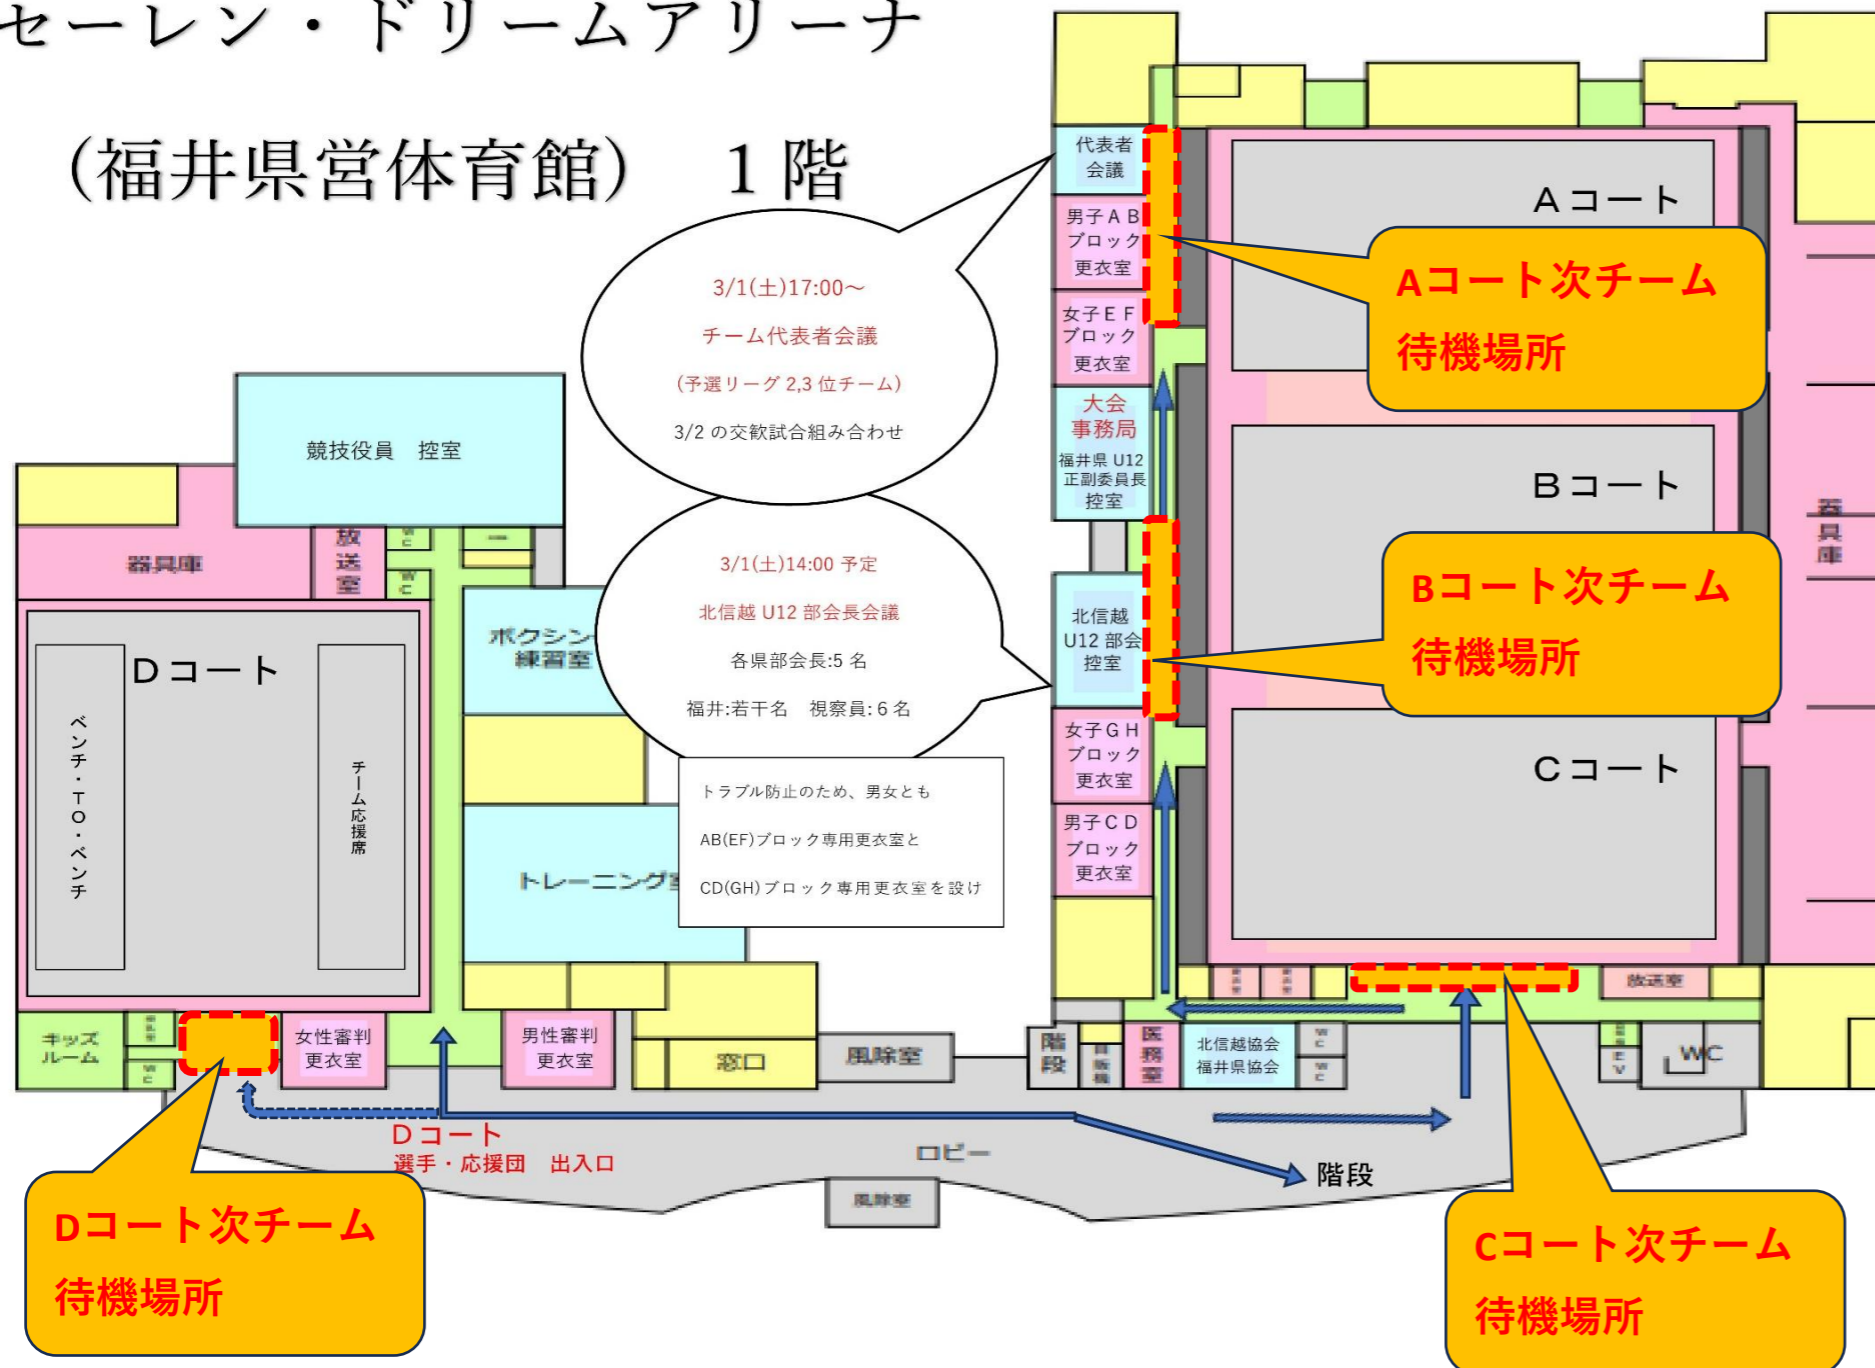 セーレン・ドリームアリーナ
(福井県営体育館) 1階
3/1(土)17:00～
チーム代表者会議
(予選リーグ 2,3 位チーム)
3/2 の交歓試合組み合わせ
3/1(土)14:00 予定
北信越 U12 部会長会議
各県部会長:5 名
福井:若干名 視察員:6 名
トラブル防止のため、男女とも
AB(EF)ブロック専用更衣室と
CD(GH)ブロック専用更衣室を設け
代表者
会議
男子ＡＢ
ブロック
更衣室
女子ＥＦ
ブロック
更衣室
大会
事務局
福井県 U12
正副委員長
控室
北信越
U12 部会
控室
女子ＧＨ
ブロック
更衣室
男子ＣＤ
ブロック
更衣室
Ａコート
Aコート次チーム
待機場所
Ｂコート
Bコート次チーム
待機場所
Ｃコート
器具庫
競技役員 控室
器具庫
放送室
WC
WC
Ｄコート
ベンチ・TO・ベンチ
チーム応援席
ボクシン
練習室
トレーニング
キッズ
ルーム
WC
女性審判
更衣室
男性審判
更衣室
窓口
風除室
階段
医務室
北信越協会
福井県協会
WC
WC
放送室
EV
WC
Ｄコート
選手・応援団 出入口
ロビー
階段
風除室
Dコート次チーム
待機場所
Cコート次チーム
待機場所